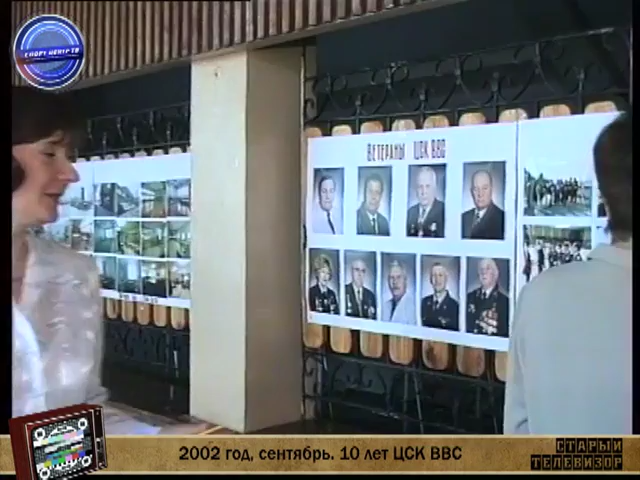 СПОРТ ЦЕНТР ТВ
ВЕТЕРАНЫ ЦСК ВВС
2002 год, сентябрь. 10 лет ЦСК ВВС
СТАРЫЙ
ТЕЛЕВИЗОР